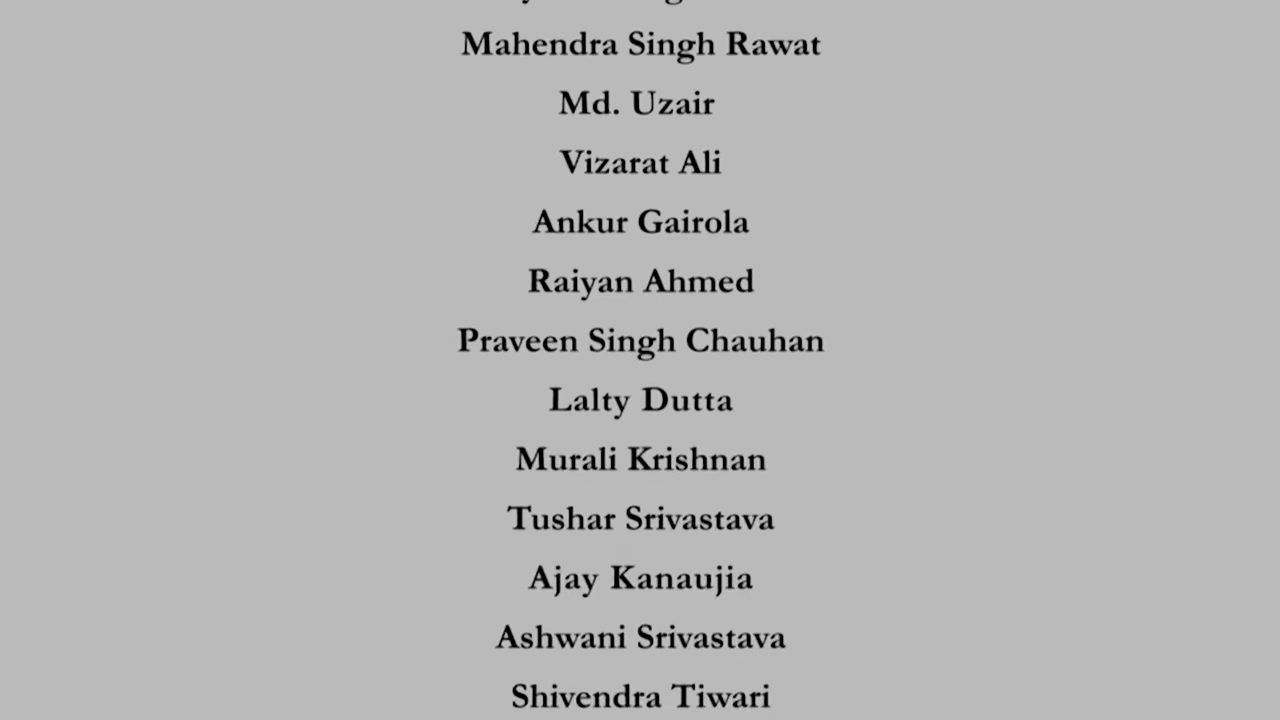 Mahendra Singh Rawat
Md. Uzair
Vizarat Ali
Ankur Gairola
Raiyan Ahmed
Praveen Singh Chauhan
Lalty Dutta
Murali Krishnan
Tushar Srivastava
Ajay Kanaujia
Ashwani Srivastava
Shivendra Tiwari